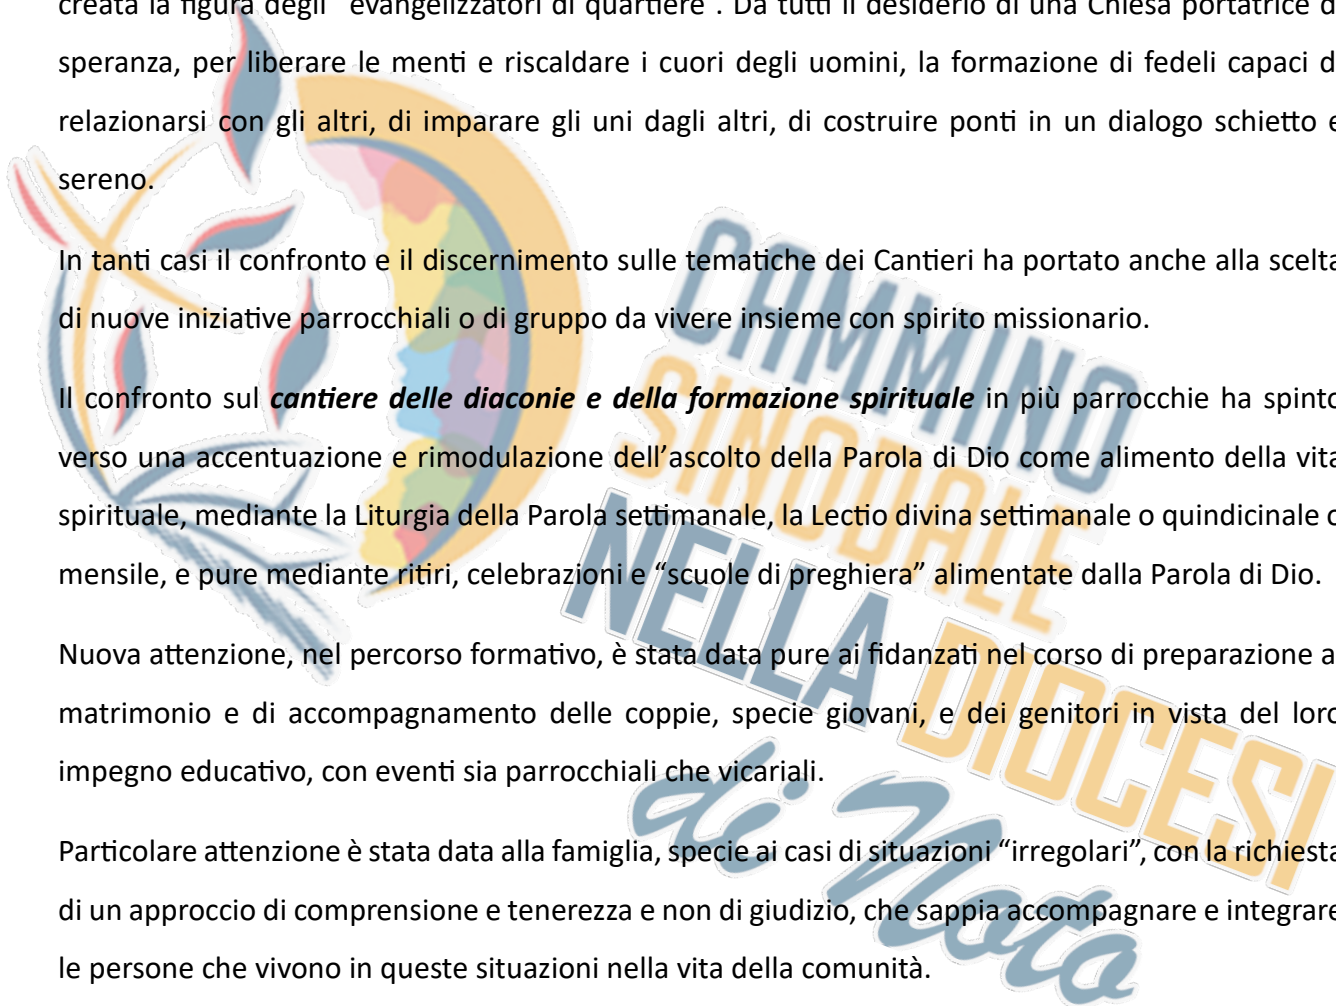 creata la figura degli "evangelizzatori di quartiere". Da tutti il desiderio di una Chiesa portatrice d
speranza, per liberare le menti e riscaldare i cuori degli uomini, la formazione di fedeli capaci d
relazionarsi con gli altri, di imparare gli uni dagli altri, di costruire ponti in un dialogo schietto e
sereno.
In tanti casi il confronto e il discernimento sulle tematiche dei Cantieri ha portato anche alla scelta
di nuove iniziative parrocchiali o di gruppo da vivere insieme con spirito missionario.
Il confronto sul cantiere delle diaconie e della formazione spirituale in più parrocchie ha spinto
verso una accentuazione e rimodulazione dell’ascolto della Parola di Dio come alimento della vita
spirituale, mediante la Liturgia della Parola settimanale, la Lectio divina settimanale o quindicinale o
mensile, e pure mediante ritiri, celebrazioni e “scuole di preghiera” alimentate dalla Parola di Dio.
Nuova attenzione, nel percorso formativo, è stata data pure ai fidanzati nel corso di preparazione a
matrimonio e di accompagnamento delle coppie, specie giovani, e dei genitori in vista del loro
impegno educativo, con eventi sia parrocchiali che vicariali.
Particolare attenzione è stata data alla famiglia, specie ai casi di situazioni “irregolari”, con la richiesta
di un approccio di comprensione e tenerezza e non di giudizio, che sappia accompagnare e integrare
le persone che vivono in queste situazioni nella vita della comunità.
CAMMINO
SINODALE
NELLA DIOCESI
di Noto